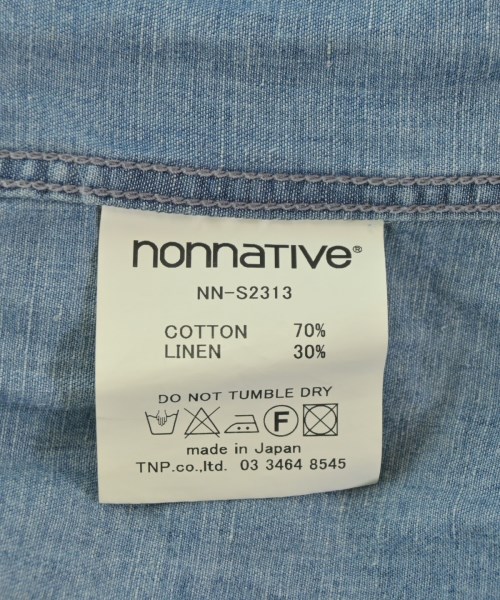 nonnative®
NN-S2313
COTTON 70%
LINEN 30%
DO NOT TUMBLE DRY
F
made in Japan
TNP.co.,ltd. 03 3464 8545